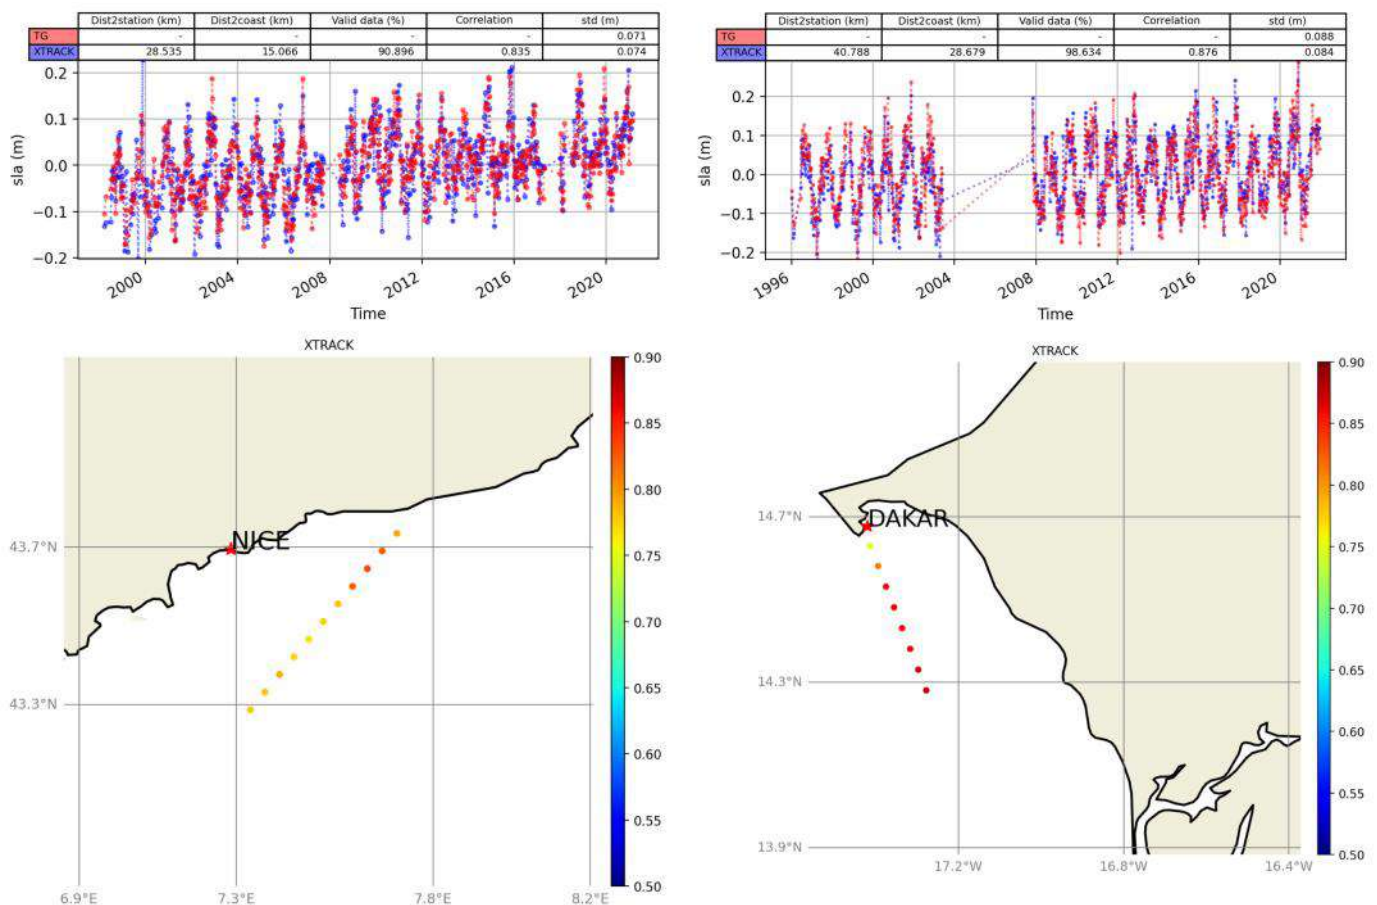 Dist2station (km) Dist2coast (km) Valid data (%) Correlation std (m)
TG - - - - 0.071
XTRACK 28.535 15.066 90.896 0.835 0.074
0.2
0.1
0.0
−0.1
−0.2
sla (m)
2000 2004 2008 2012 2016 2020
Time
Dist2station (km) Dist2coast (km) Valid data (%) Correlation std (m)
TG - - - - 0.088
XTRACK 40.788 28.679 98.634 0.876 0.084
0.2
0.1
0.0
−0.1
−0.2
sla (m)
1996 2000 2004 2008 2012 2016 2020
Time
XTRACK
NICE
43.7°N
43.3°N
6.9°E 7.3°E 7.8°E 8.2°E
0.90
0.85
0.80
0.75
0.70
0.65
0.60
0.55
0.50
XTRACK
DAKAR
14.7°N
14.3°N
13.9°N
17.2°W 16.8°W 16.4°W
0.90
0.85
0.80
0.75
0.70
0.65
0.60
0.55
0.50